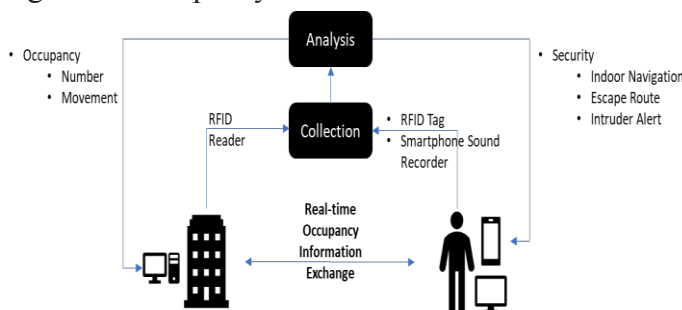 Analysis
• Occupancy
• Number
• Movement
• Security
• Indoor Navigation
• Escape Route
• Intruder Alert
RFID
Reader
Collection
• RFID Tag
• Smartphone Sound
Recorder
Real-time
Occupancy
Information
Exchange